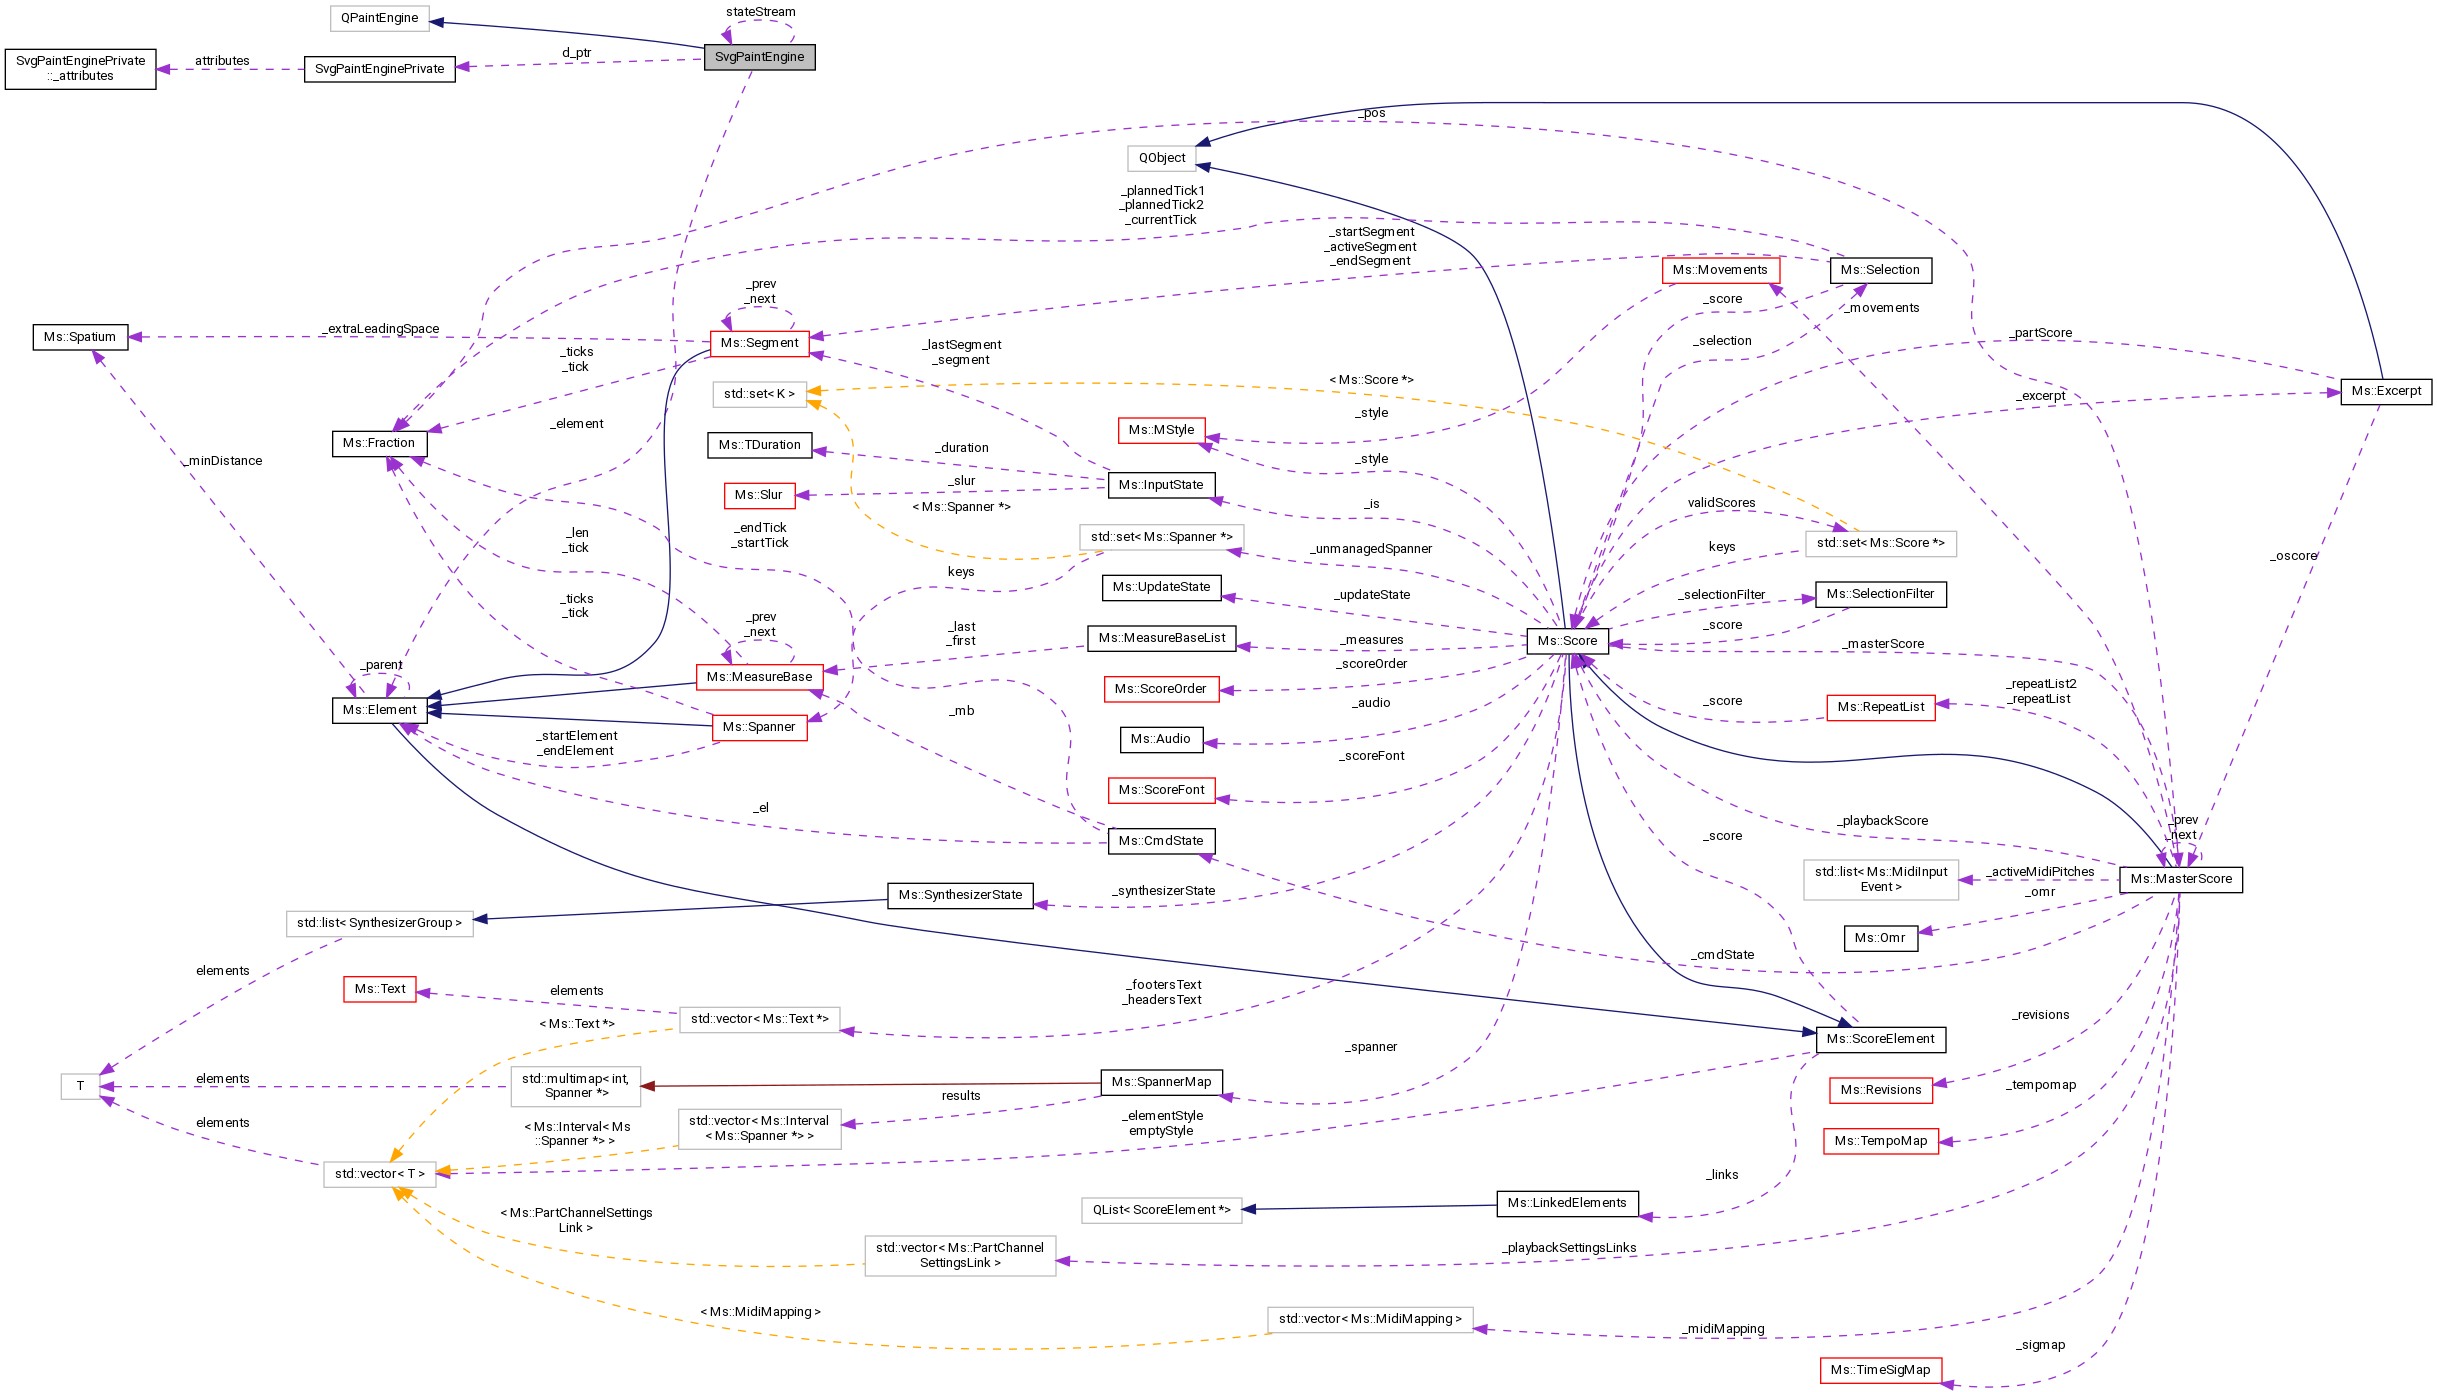 stateStream
QPaintEngine
SvgPaintEngine
d_ptr
SvgPaintEnginePrivate
::_attributes
attributes
SvgPaintEnginePrivate
_pos
QObject
_plannedTick1
_plannedTick2
_currentTick
_startSegment
_activeSegment
_endSegment
Ms::Movements
Ms::Selection
_prev
_next
_score
_movements
_extraLeadingSpace
Ms::Spatium
Ms::Segment
_lastSegment
_segment
_selection
_partScore
_ticks
_tick
std::set< K >
< Ms::Score *>
Ms::Excerpt
_excerpt
_style
_element
Ms::MStyle
Ms::Fraction
Ms::TDuration
_duration
_minDistance
_style
_slur
Ms::InputState
Ms::Slur
< Ms::Spanner *>
_is
validScores
_endTick
_startTick
_len
_tick
std::set< Ms::Spanner *>
_unmanagedSpanner
keys
std::set< Ms::Score *>
_oscore
keys
Ms::UpdateState
_updateState
_selectionFilter
Ms::SelectionFilter
_ticks
_tick
_prev
_next
_last
_first
Ms::MeasureBaseList
_measures
Ms::Score
_score
_masterScore
_parent
Ms::MeasureBase
_scoreOrder
Ms::ScoreOrder
_score
_repeatList2
_repeatList
Ms::RepeatList
Ms::Element
_mb
_audio
Ms::Spanner
_startElement
_endElement
Ms::Audio
_scoreFont
Ms::ScoreFont
_el
_playbackScore
_prev
_next
Ms::CmdState
_score
_activeMidiPitches
std::list< Ms::MidiInput
Event >
Ms::MasterScore
_omr
Ms::SynthesizerState
_synthesizerState
std::list< SynthesizerGroup >
Ms::Omr
_cmdState
elements
Ms::Text
elements
_footersText
_headersText
std::vector< Ms::Text *>
_revisions
< Ms::Text *>
Ms::ScoreElement
_spanner
T
elements
std::multimap< int,
Spanner *>
Ms::SpannerMap
results
_tempomap
Ms::Revisions
elements
< Ms::Interval< Ms
::Spanner *> >
std::vector< Ms::Interval
< Ms::Spanner *> >
_elementStyle
emptyStyle
Ms::TempoMap
std::vector< T >
_links
QList< ScoreElement *>
Ms::LinkedElements
< Ms::PartChannelSettings
Link >
std::vector< Ms::PartChannel
SettingsLink >
_playbackSettingsLinks
< Ms::MidiMapping >
std::vector< Ms::MidiMapping >
_midiMapping
_sigmap
Ms::TimeSigMap